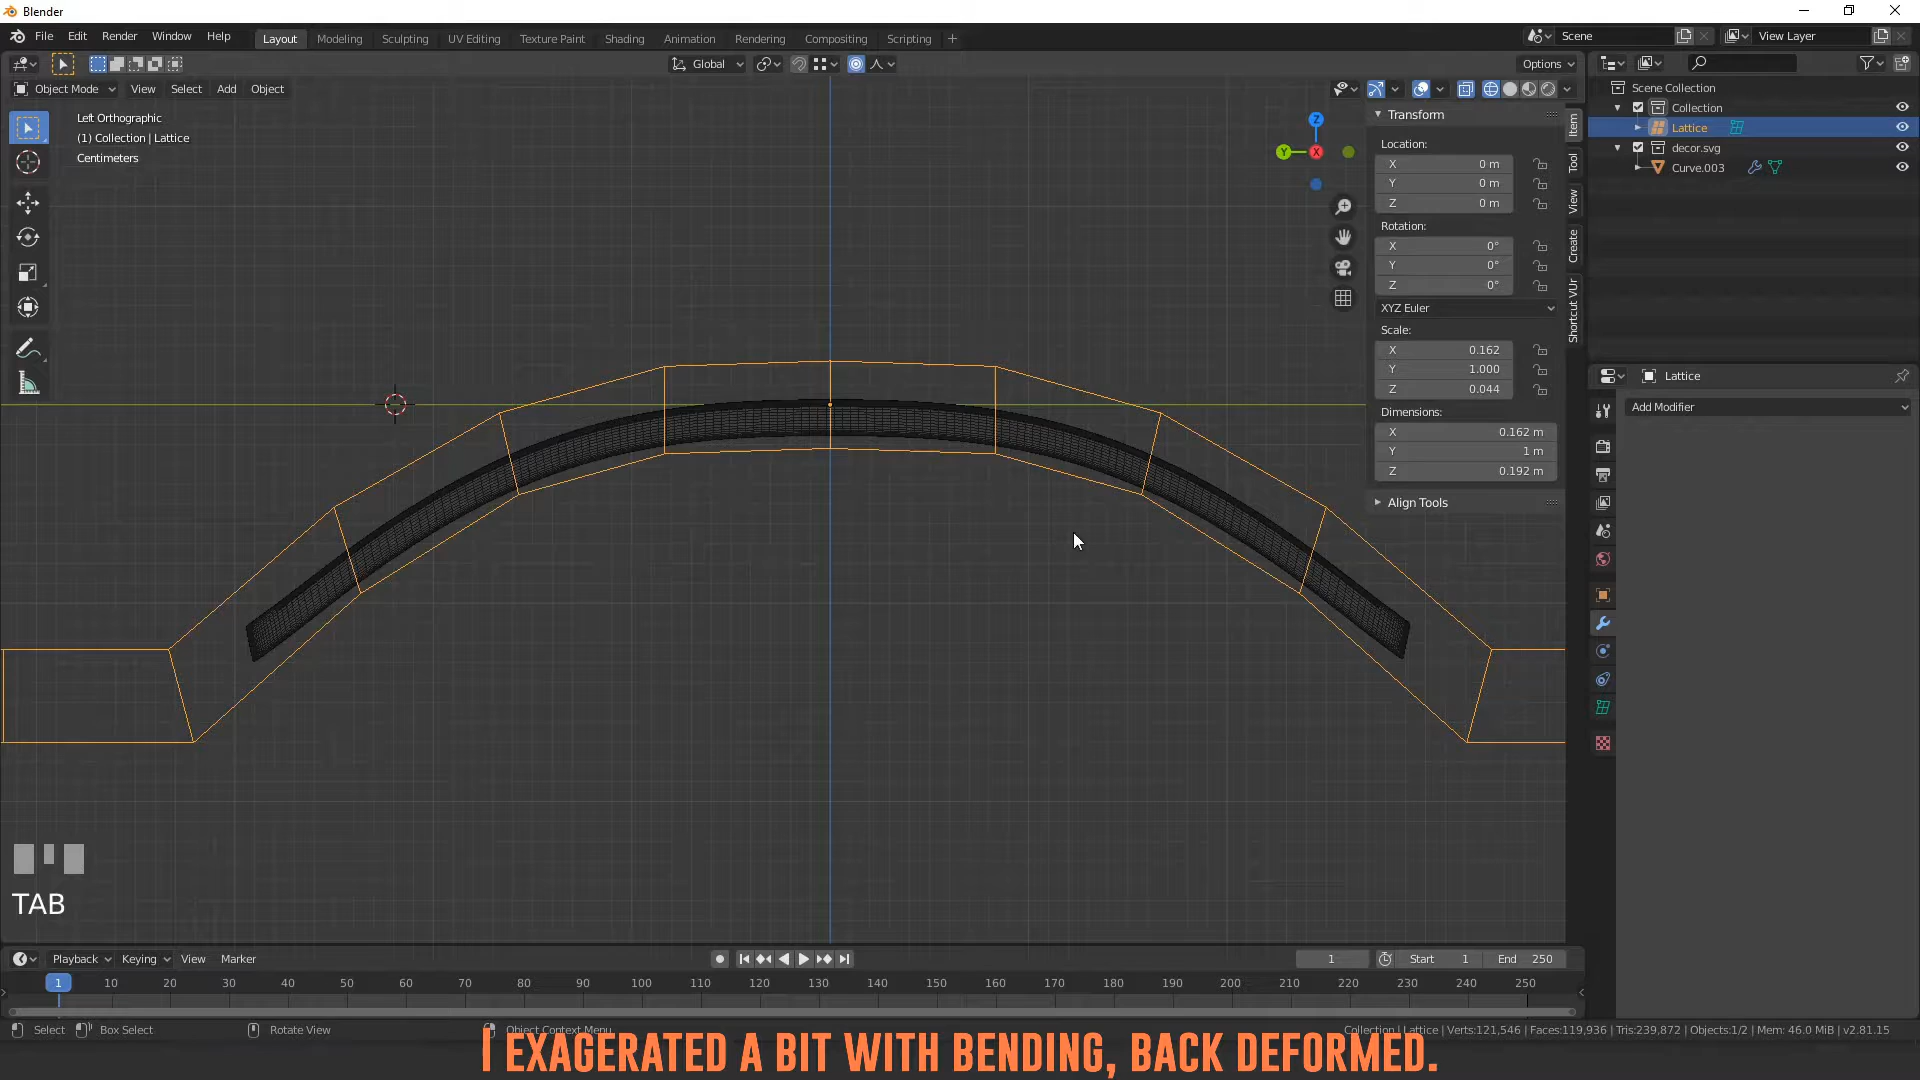 Blender
File Edit Render Window Help
Layout Modeling Sculpting UV Editing Texture Paint Shading Animation Rendering Compositing Scripting
Scene
View Layer
Global
Options
Object Mode View Select Add Object
Left Orthographic
(1) Collection | Lattice
Centimeters
Z
Y
X
Transform
Location:
X 0 m
Y 0 m
Z 0 m
Rotation:
X 0°
Y 0°
Z 0°
XYZ Euler
Scale:
X 0.162
Y 1.000
Z 0.044
Dimensions:
X 0.162 m
Y 1 m
Z 0.192 m
Align Tools
Item
Tool
View
Create
Shortcut VUr
Scene Collection
Collection
Lattice
decor.svg
Curve.003
Lattice
Add Modifier
TAB
Playback Keying View Marker
1
Start 1
End 250
1 10 20 30 40 50 60 70 80 90 100 110 120 130 140 150 160 170 180 190 200 210 220 230 240 250
Select Box Select Rotate View Object Context Menu
Collection | Lattice | Verts:121,546 | Faces:119,936 | Tris:239,872 | Objects:1/2 | Mem: 46.0 MiB | v2.81.15
I EXAGERATED A BIT WITH BENDING, BACK DEFORMED.